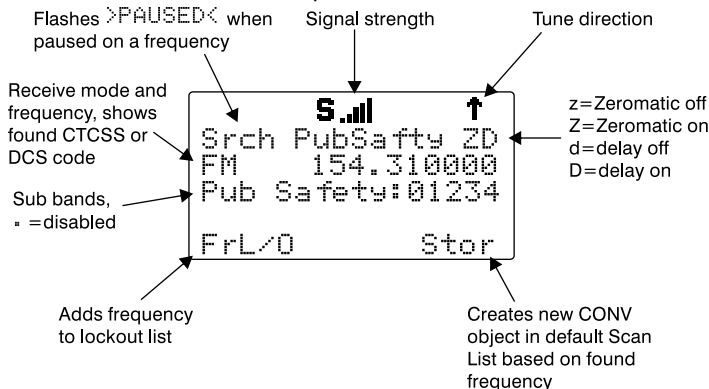 Flashes >PAUSED< when
paused on a frequency
Signal strength
Tune direction
Receive mode and
frequency, shows
found CTCSS or
DCS code
Sub bands,
▪ =disabled
S
Srch PubSafty ZD
FM 154.310000
Pub Safety:01234
FrL/O Stor
z=Zeromatic off
Z=Zeromatic on
d=delay off
D=delay on
Adds frequency
to lockout list
Creates new CONV
object in default Scan
List based on found
frequency